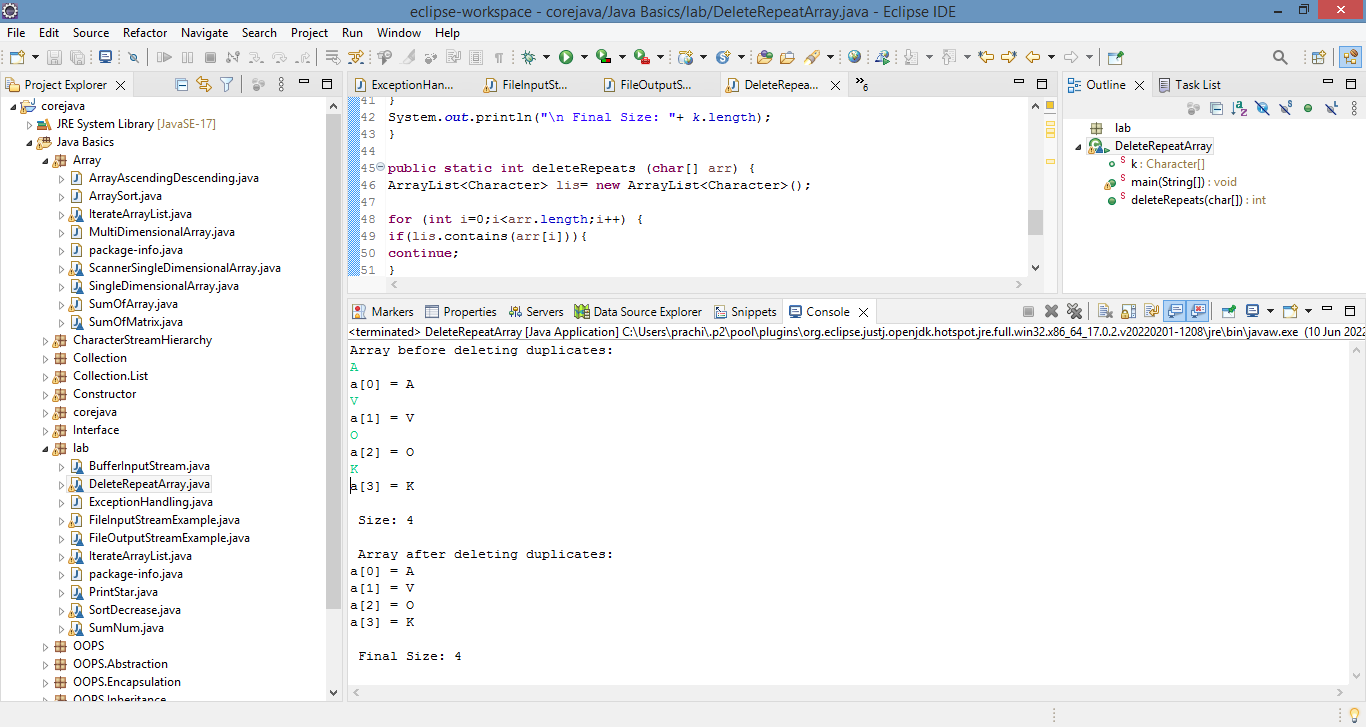 eclipse-workspace - corejava/Java Basics/lab/DeleteRepeatArray.java - Eclipse IDE
File Edit Source Refactor Navigate Search Project Run Window Help
Project Explorer
corejava
JRE System Library [JavaSE-17]
Java Basics
Array
ArrayAscendingDescending.java
ArraySort.java
IterateArrayList.java
MultiDimensionalArray.java
package-info.java
ScannerSingleDimensionalArray.java
SingleDimensionalArray.java
SumOfArray.java
SumOfMatrix.java
CharacterStreamHierarchy
Collection
Collection.List
Constructor
corejava
Interface
lab
BufferInputStream.java
DeleteRepeatArray.java
ExceptionHandling.java
FileInputStreamExample.java
FileOutputStreamExample.java
IterateArrayList.java
package-info.java
PrintStar.java
SortDecrease.java
SumNum.java
OOPS
OOPS.Abstraction
OOPS.Encapsulation
OOPS.Inheritance
ExceptionHan... FileInputSt... FileOutputS... DeleteRepea... »6
41 }
42 System.out.println("\n Final Size: "+ k.length);
43 }
44
45 public static int deleteRepeats (char[] arr) {
46 ArrayList<Character> lis= new ArrayList<Character>();
47
48 for (int i=0;i<arr.length;i++) {
49 if(lis.contains(arr[i])){
50 continue;
51 }
Outline Task List
lab
DeleteRepeatArray
k : Character[]
main(String[]) : void
deleteRepeats(char[]) : int
Markers Properties Servers Data Source Explorer Snippets Console
<terminated> DeleteRepeatArray [Java Application] C:\Users\prachi\.p2\pool\plugins\org.eclipse.justj.openjdk.hotspot.jre.full.win32.x86_64_17.0.2.v20220201-1208\jre\bin\javaw.exe (10 Jun 2022
Array before deleting duplicates:
A
a[0] = A
V
a[1] = V
O
a[2] = O
K
a[3] = K
Size: 4
Array after deleting duplicates:
a[0] = A
a[1] = V
a[2] = O
a[3] = K
Final Size: 4